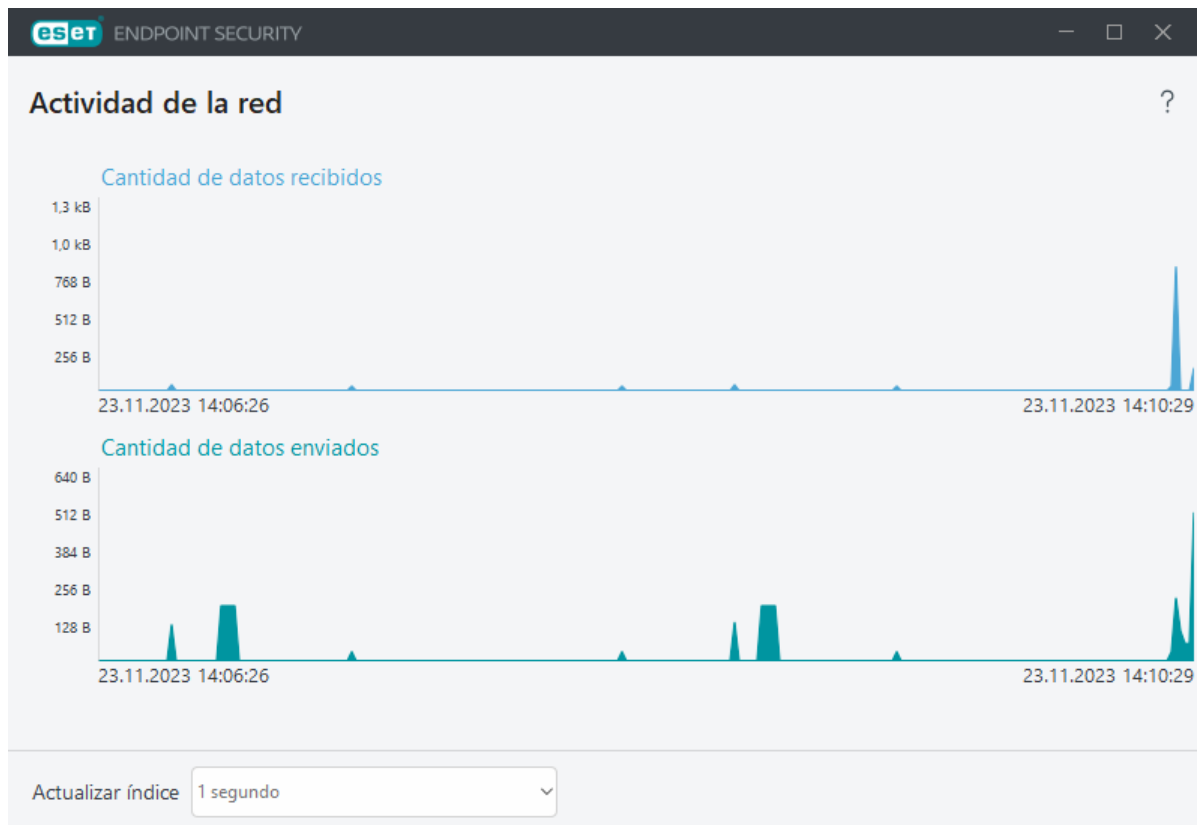 eset ENDPOINT SECURITY
Actividad de la red
?
Cantidad de datos recibidos
1,3 kB
1,0 kB
768 B
512 B
256 B
23.11.2023 14:06:26 23.11.2023 14:10:29
Cantidad de datos enviados
640 B
512 B
384 B
256 B
128 B
23.11.2023 14:06:26 23.11.2023 14:10:29
Actualizar índice 1 segundo